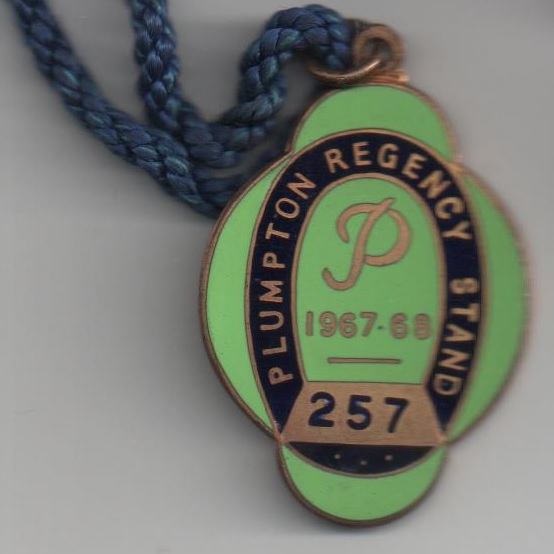 PLUMPTON REGENCY STAND
P
1967-68
257